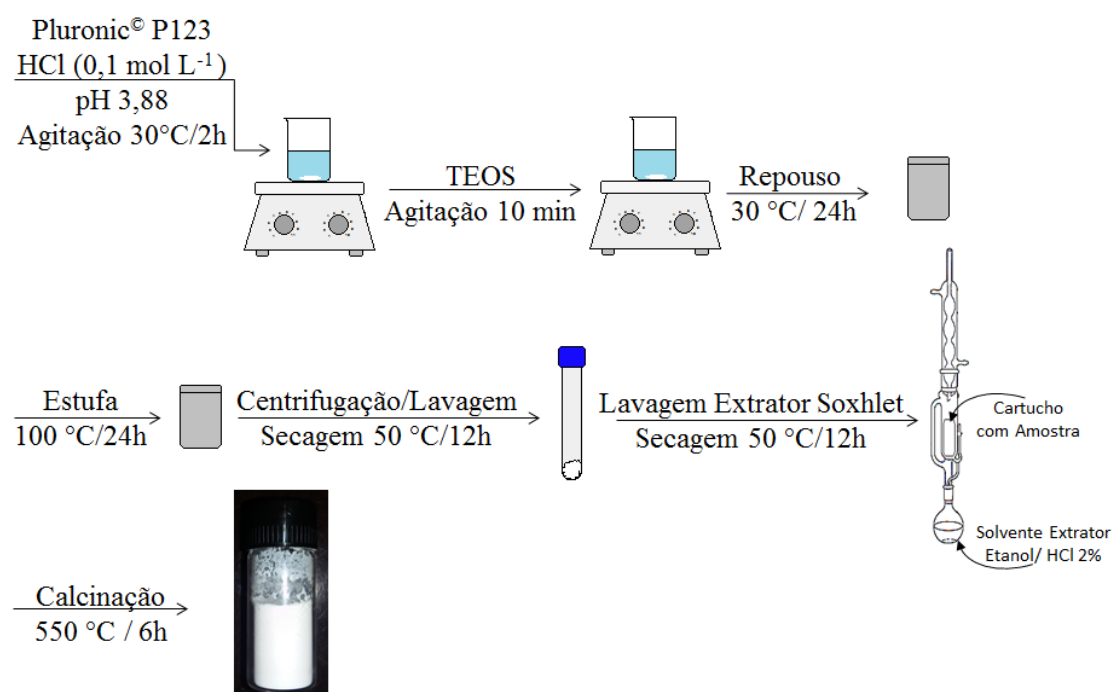 Pluronic© P123
HCl (0,1 mol L-1 )
pH 3,88
Agitação 30°C/2h
TEOS
Agitação 10 min
Repouso
30 °C/ 24h
Estufa
100 °C/24h
Centrifugação/Lavagem
Secagem 50 °C/12h
Lavagem Extrator Soxhlet
Secagem 50 °C/12h
Cartucho
com Amostra
Solvente Extrator
Etanol/ HCl 2%
Calcinação
550 °C / 6h